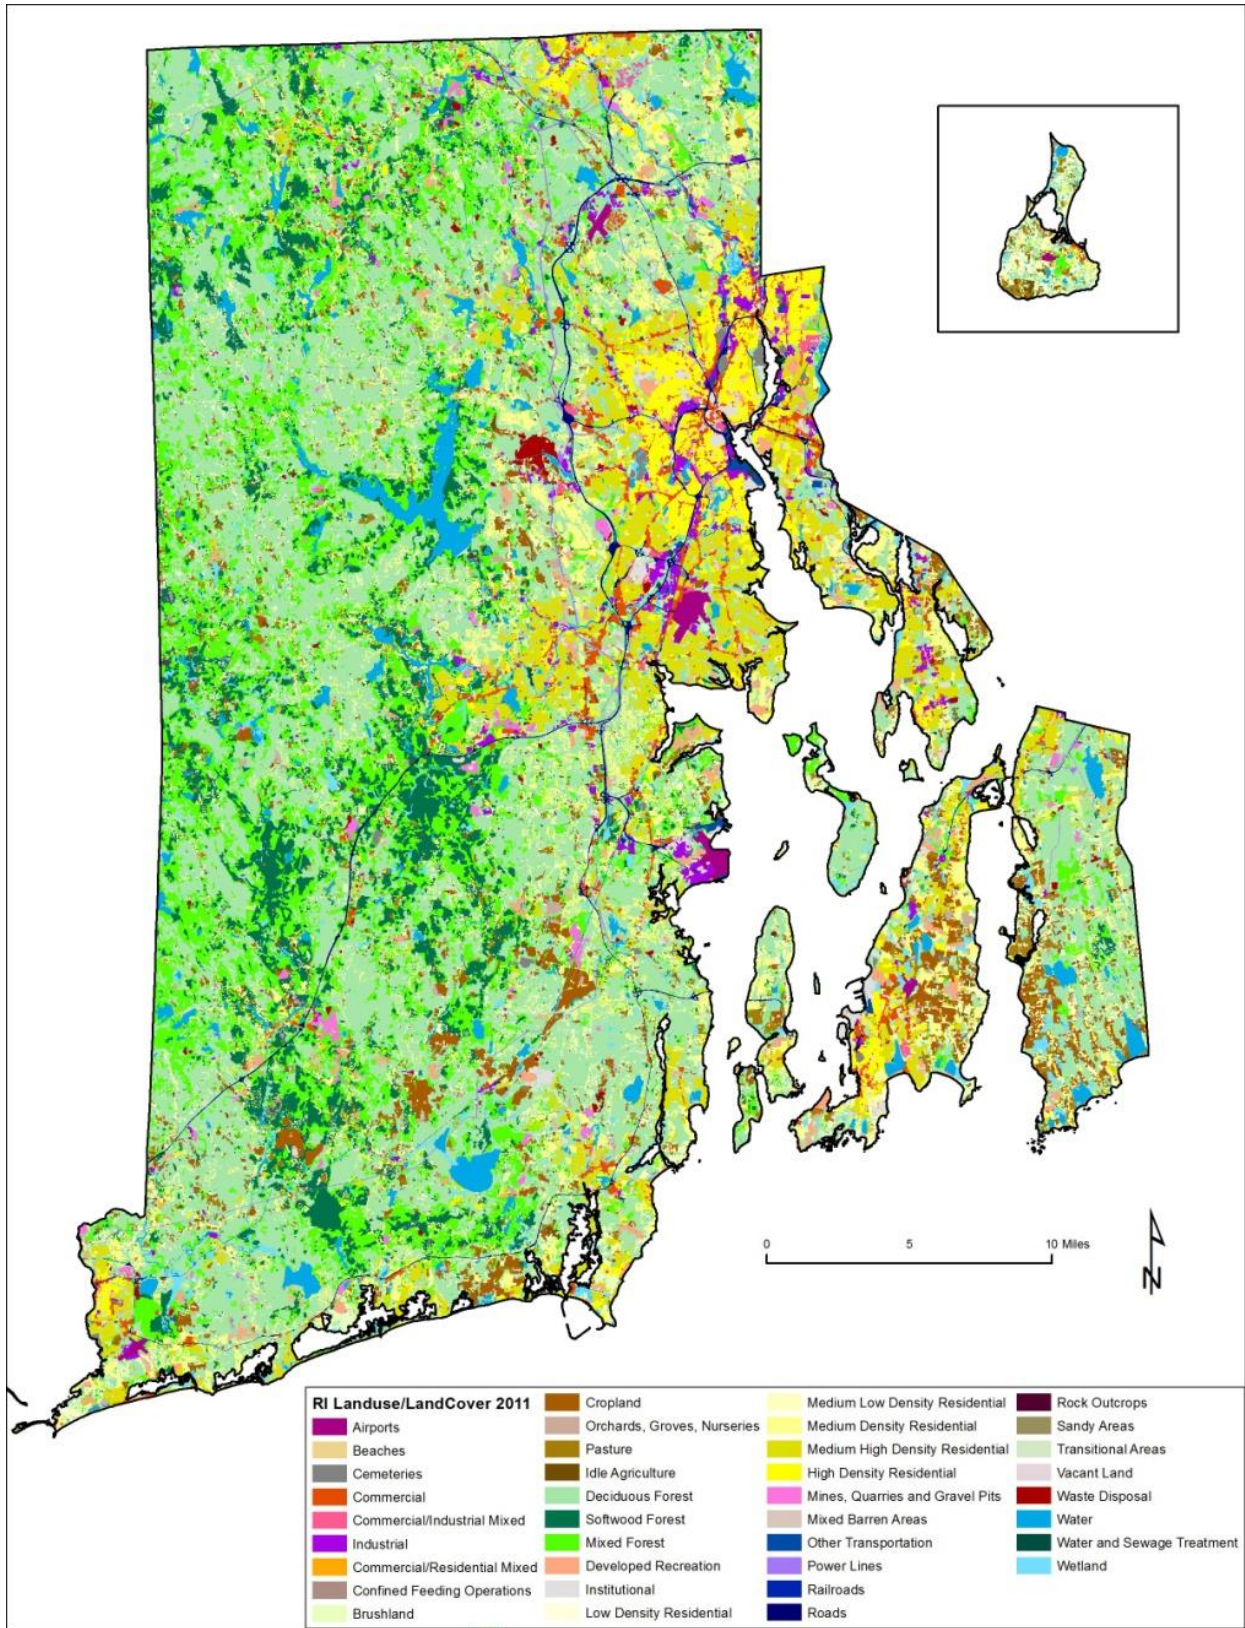 0 5 10 Miles
N
RI Landuse/LandCover 2011
Airports
Beaches
Cemeteries
Commercial
Commercial/Industrial Mixed
Industrial
Commercial/Residential Mixed
Confined Feeding Operations
Brushland
Cropland
Orchards, Groves, Nurseries
Pasture
Idle Agriculture
Deciduous Forest
Softwood Forest
Mixed Forest
Developed Recreation
Institutional
Low Density Residential
Medium Low Density Residential
Medium Density Residential
Medium High Density Residential
High Density Residential
Mines, Quarries and Gravel Pits
Mixed Barren Areas
Other Transportation
Power Lines
Railroads
Roads
Rock Outcrops
Sandy Areas
Transitional Areas
Vacant Land
Waste Disposal
Water
Water and Sewage Treatment
Wetland